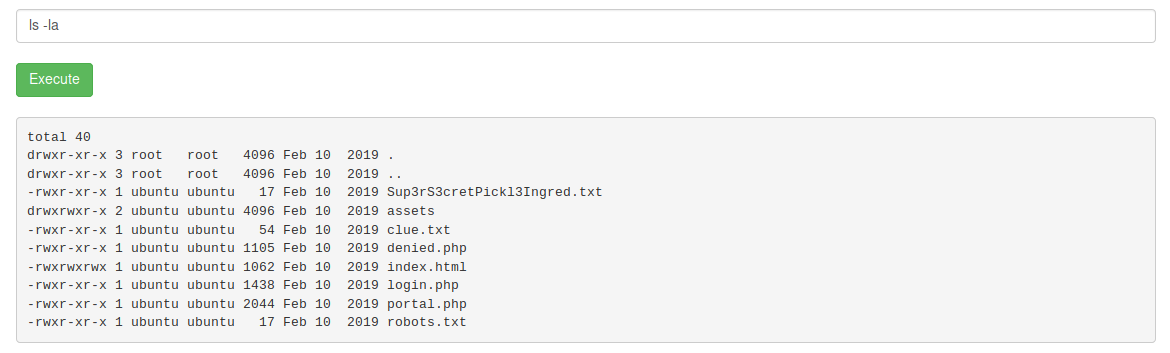 ls -la
Execute
total 40
drwxr-xr-x 3 root   root   4096 Feb 10  2019 .
drwxr-xr-x 3 root   root   4096 Feb 10  2019 ..
-rwxr-xr-x 1 ubuntu ubuntu   17 Feb 10  2019 Sup3rS3cretPickl3Ingred.txt
drwxrwxr-x 2 ubuntu ubuntu 4096 Feb 10  2019 assets
-rwxr-xr-x 1 ubuntu ubuntu   54 Feb 10  2019 clue.txt
-rwxr-xr-x 1 ubuntu ubuntu 1105 Feb 10  2019 denied.php
-rwxrwxrwx 1 ubuntu ubuntu 1062 Feb 10  2019 index.html
-rwxr-xr-x 1 ubuntu ubuntu 1438 Feb 10  2019 login.php
-rwxr-xr-x 1 ubuntu ubuntu 2044 Feb 10  2019 portal.php
-rwxr-xr-x 1 ubuntu ubuntu   17 Feb 10  2019 robots.txt